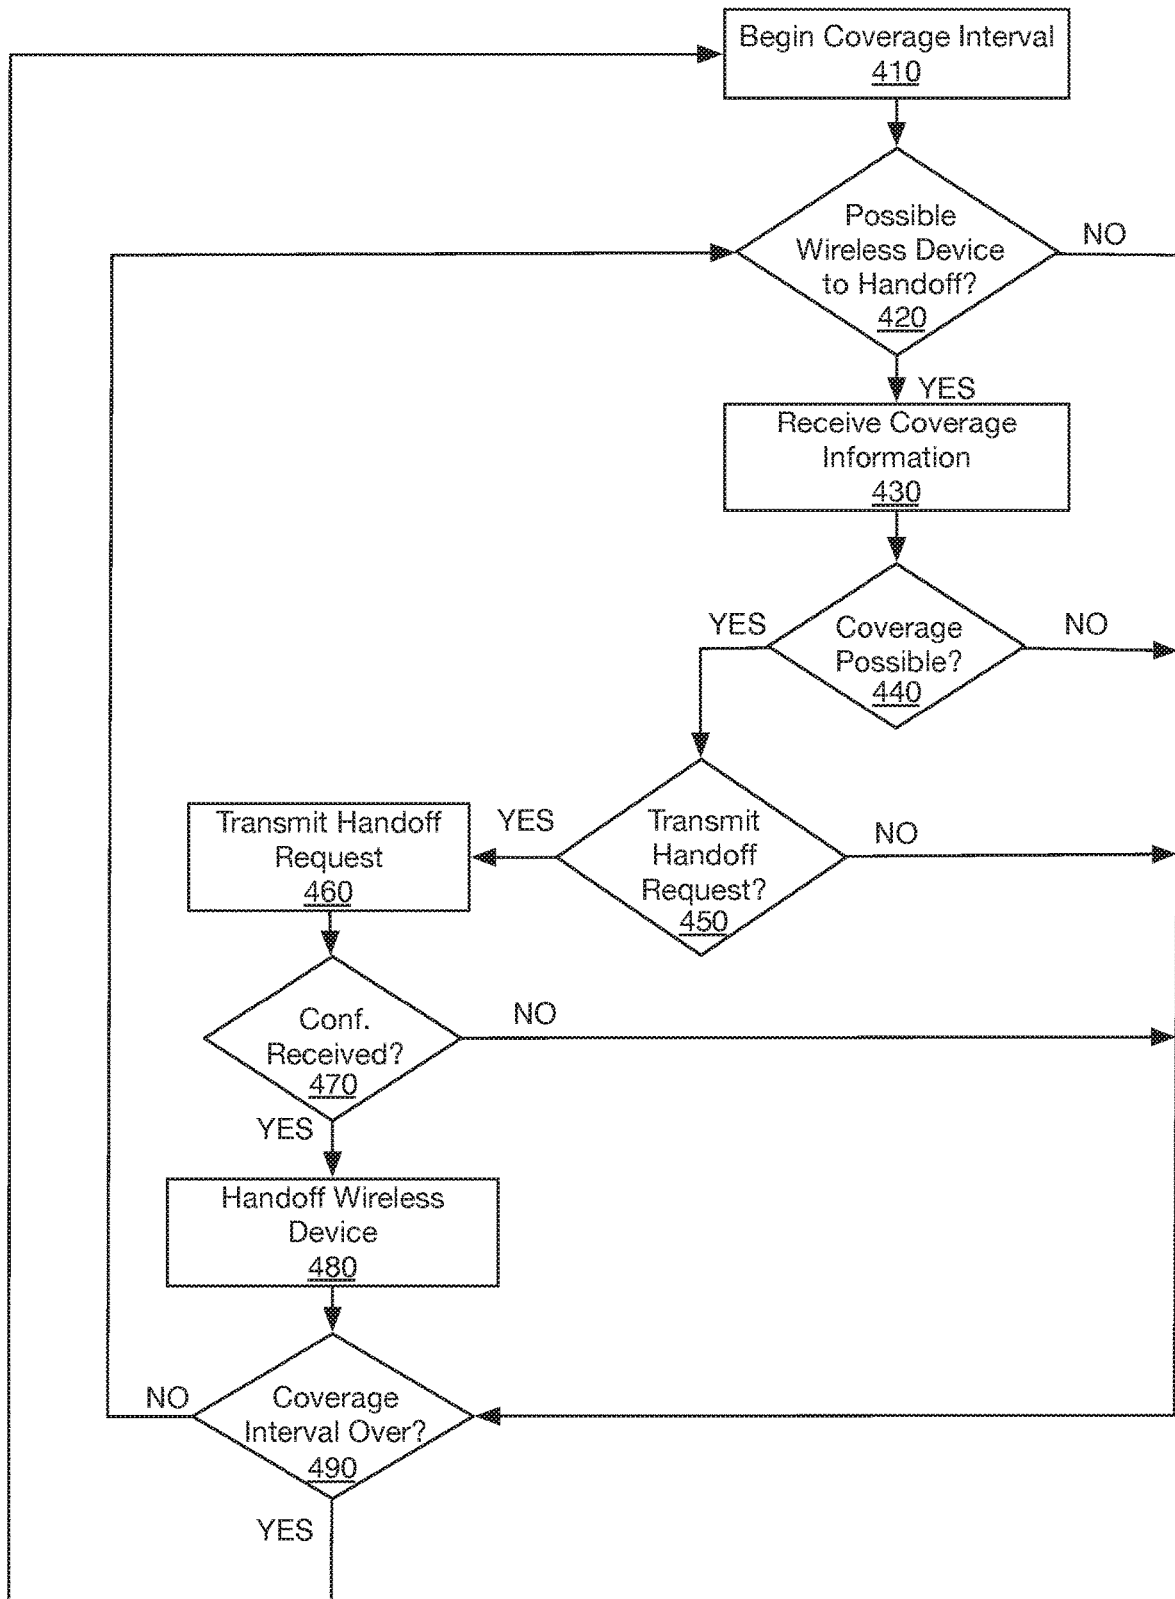 Begin Coverage Interval
410
Possible
Wireless Device
to Handoff?
420
NO
YES
Receive Coverage
Information
430
YES
Coverage
Possible?
440
NO
Transmit Handoff
Request
460
YES
Transmit
Handoff
Request?
450
NO
Conf.
Received?
470
NO
YES
Handoff Wireless
Device
480
NO
Coverage
Interval Over?
490
YES